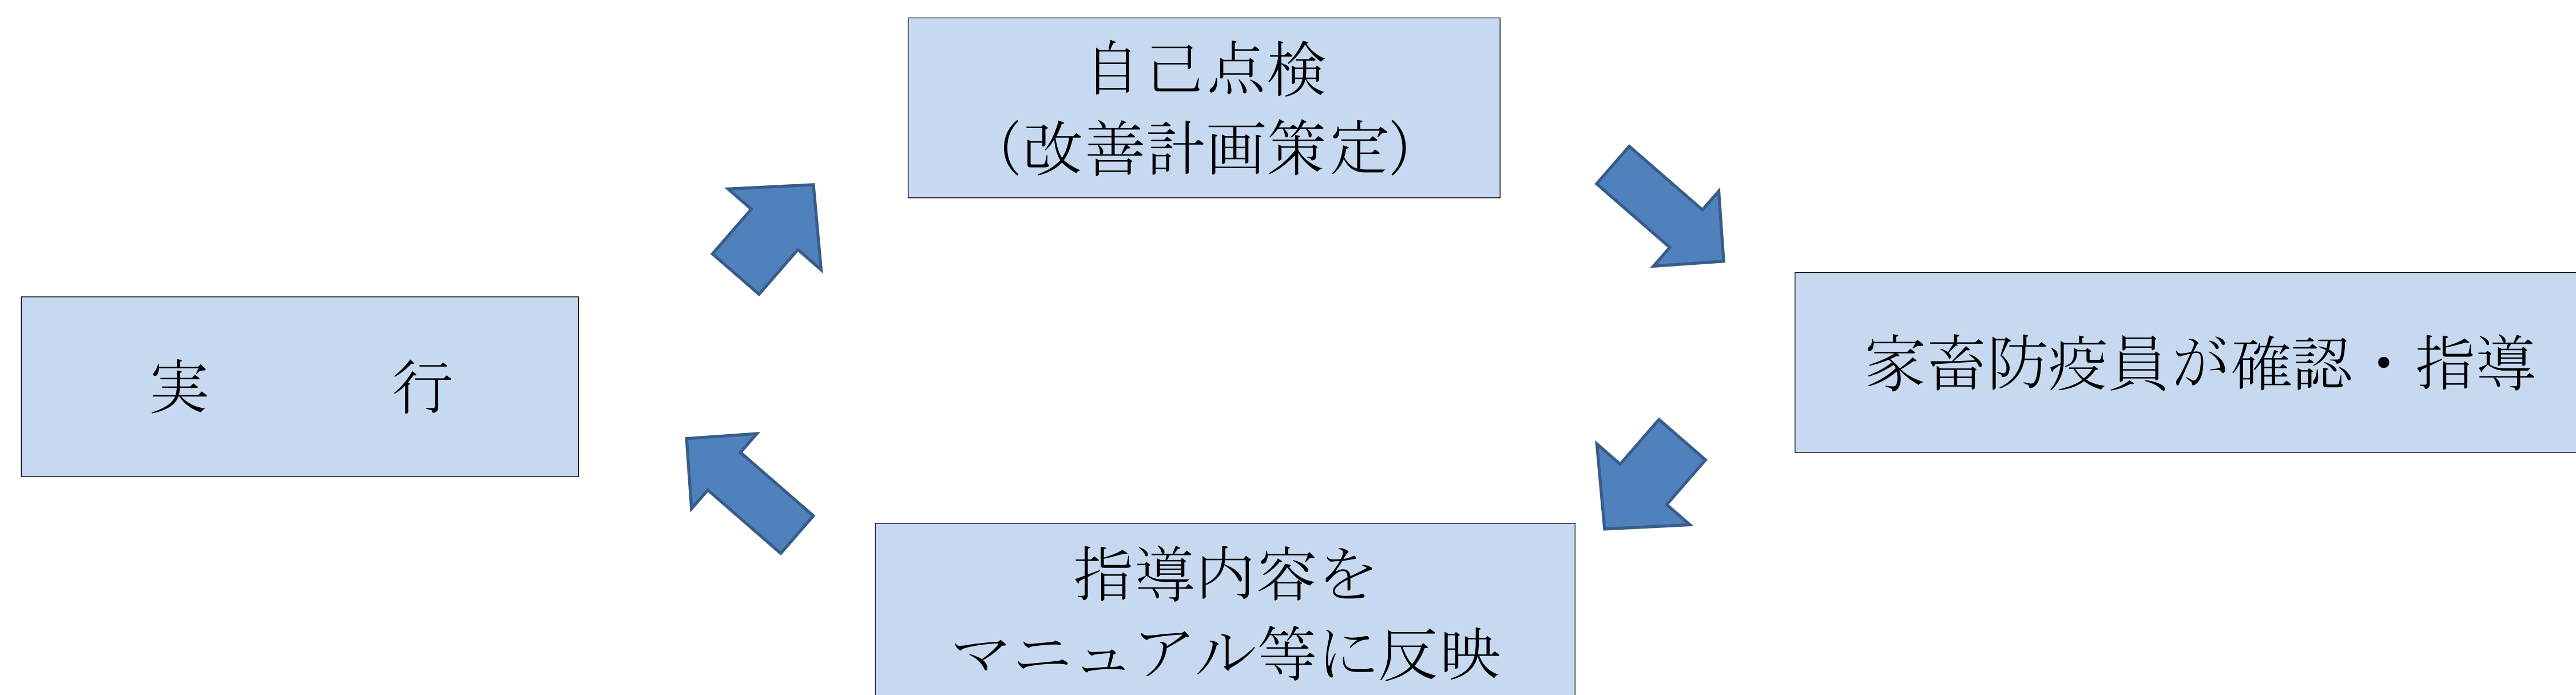 自己点検
（改善計画策定）
家畜防疫員が確認・指導
実　　　行
指導内容を
マニュアル等に反映